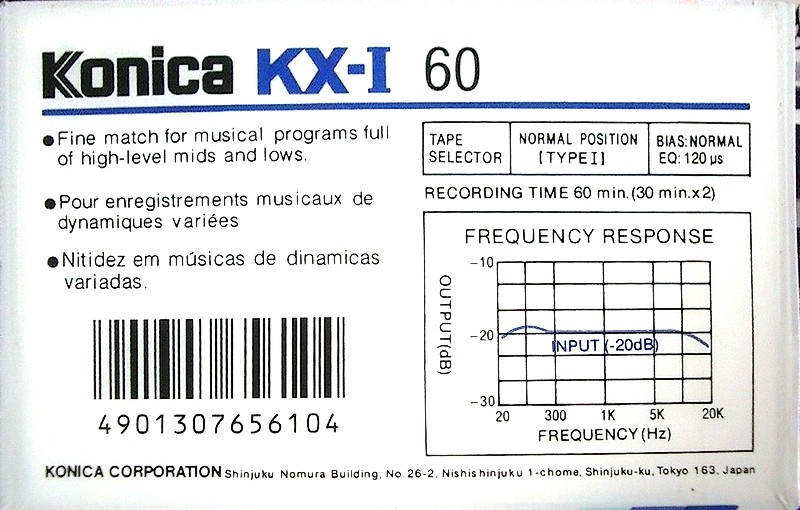 Konica KX-I 60
●Fine match for musical programs full
of high-level mids and lows.
●Pour enregistrements musicaux de
dynamiques variées
●Nitidez em músicas de dinamicas
variadas.
4901307656104
TAPE SELECTOR
NORMAL POSITION [TYPE I]
BIAS:NORMAL EQ:120 µs
RECORDING TIME 60 min.(30 min.x2)
FREQUENCY RESPONSE
OUTPUT(dB)
-10
-20
-30
INPUT (-20dB)
20 300 1K 5K 20K
FREQUENCY(Hz)
KONICA CORPORATION Shinjuku Nomura Building, No.26-2, Nishishinjuku 1-chome, Shinjuku-ku, Tokyo 163, Japan